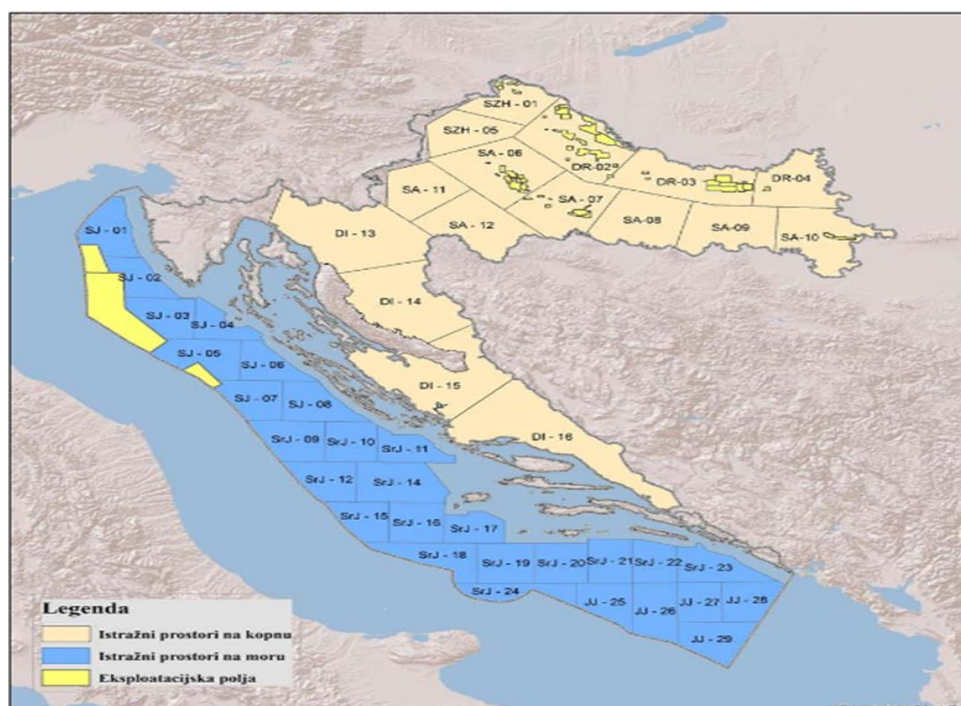 SZH - 01
SZH - 05
SA - 06
DR-02
DR-03
DR-04
SA - 11
SA - 07
SA - 12
SA-08
SA-09
SA-10
DI - 13
SJ - 01
SJ - 02
DI - 14
SJ - 03
SJ - 04
SJ - 05
SJ - 06
DI - 15
SJ - 07
SJ - 08
DI - 16
SrJ - 09
SrJ - 10
SrJ - 11
SrJ - 12
SrJ - 14
SrJ - 15
SrJ - 16
SrJ - 17
SrJ - 18
SrJ - 19
SrJ - 20
SrJ - 21
SrJ - 22
SrJ - 23
SrJ - 24
JJ - 25
JJ - 26
JJ - 27
JJ - 28
JJ - 29
Legenda
Istražni prostori na kopnu
Istražni prostori na moru
Eksploatacijska polja